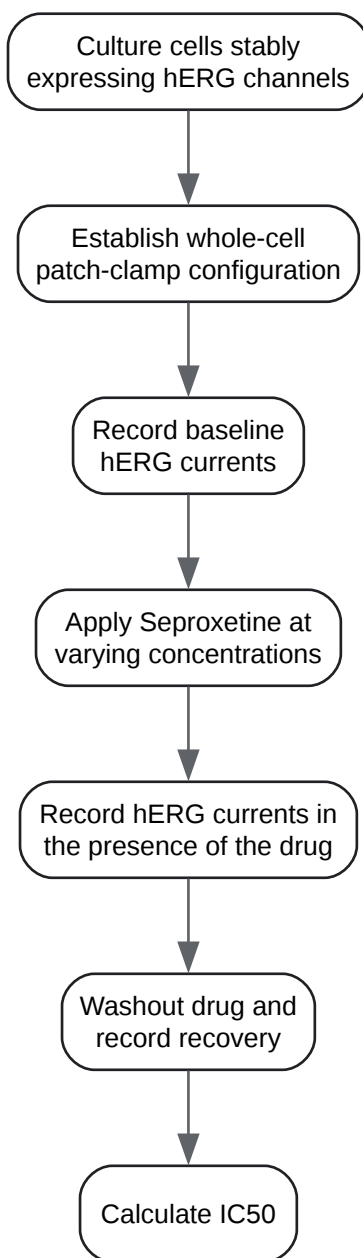 Culture cells stably
expressing hERG channels
Establish whole-cell
patch-clamp configuration
Record baseline
hERG currents
Apply Seproxetine at
varying concentrations
Record hERG currents in
the presence of the drug
Washout drug and
record recovery
Calculate IC50